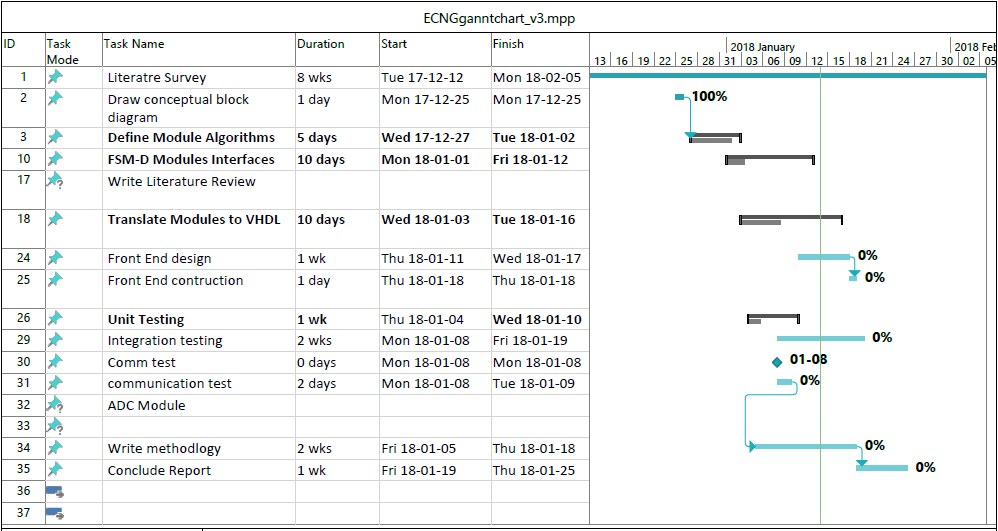 ECNGganntchart_v3.mpp
ID Task Mode Task Name Duration Start Finish
2018 January 2018 Feb
13 16 19 22 25 28 31 03 06 09 12 15 18 21 24 27 30 02 05
1 Literatre Survey 8 wks Tue 17-12-12 Mon 18-02-05
2 Draw conceptual block diagram 1 day Mon 17-12-25 Mon 17-12-25 100%
3 Define Module Algorithms 5 days Wed 17-12-27 Tue 18-01-02
10 FSM-D Modules Interfaces 10 days Mon 18-01-01 Fri 18-01-12
17 Write Literature Review
18 Translate Modules to VHDL 10 days Wed 18-01-03 Tue 18-01-16
24 Front End design 1 wk Thu 18-01-11 Wed 18-01-17 0%
25 Front End contruction 1 day Thu 18-01-18 Thu 18-01-18 0%
26 Unit Testing 1 wk Thu 18-01-04 Wed 18-01-10
29 Integration testing 2 wks Mon 18-01-08 Fri 18-01-19 0%
30 Comm test 0 days Mon 18-01-08 Mon 18-01-08 01-08
31 communication test 2 days Mon 18-01-08 Tue 18-01-09 0%
32 ADC Module
33
34 Write methodlogy 2 wks Fri 18-01-05 Thu 18-01-18 0%
35 Conclude Report 1 wk Fri 18-01-19 Thu 18-01-25 0%
36
37